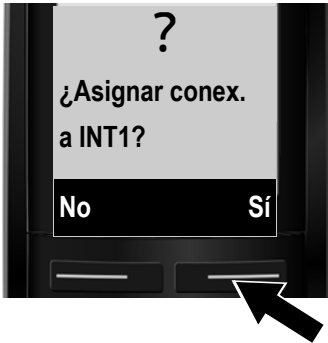 ?
¿Asignar conex.
a INT1?
No Sí